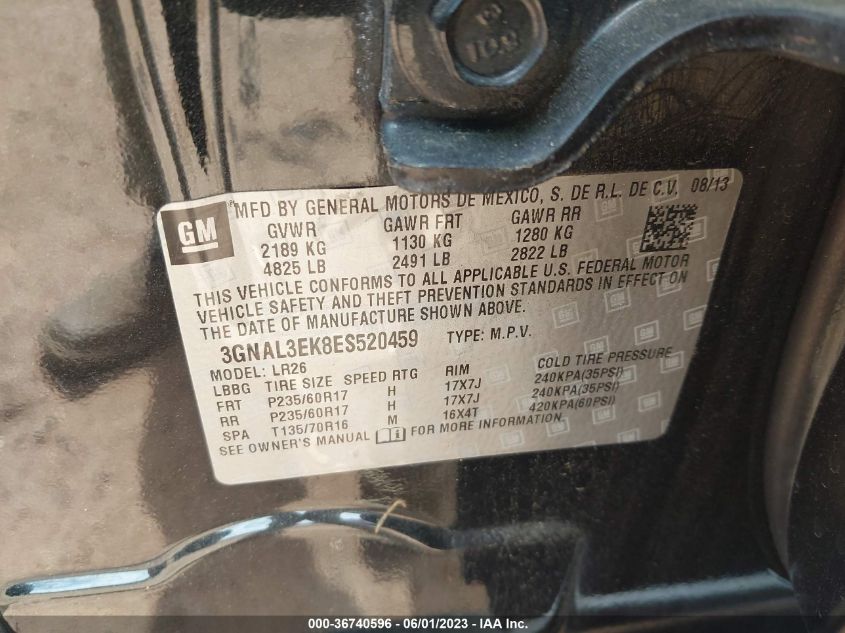 GM
MFD BY GENERAL MOTORS DE MEXICO, S. DE R.L. DE C.V. 08/13
GVWR GAWR FRT GAWR RR
2189 KG 1130 KG 1280 KG
4825 LB 2491 LB 2822 LB
THIS VEHICLE CONFORMS TO ALL APPLICABLE U.S. FEDERAL MOTOR
VEHICLE SAFETY AND THEFT PREVENTION STANDARDS IN EFFECT ON
THE DATE OF MANUFACTURE SHOWN ABOVE.
3GNAL3EK8ES520459 TYPE: M.P.V.
MODEL: LR26
LBBG TIRE SIZE SPEED RTG RIM COLD TIRE PRESSURE
FRT P235/60R17 H 17X7J 240KPA(35PSI)
RR P235/60R17 H 17X7J 240KPA(35PSI)
SPA T135/70R16 M 16X4T 420KPA(60PSI)
SEE OWNER'S MANUAL FOR MORE INFORMATION.
000-36740596 - 06/01/2023 - IAA Inc.